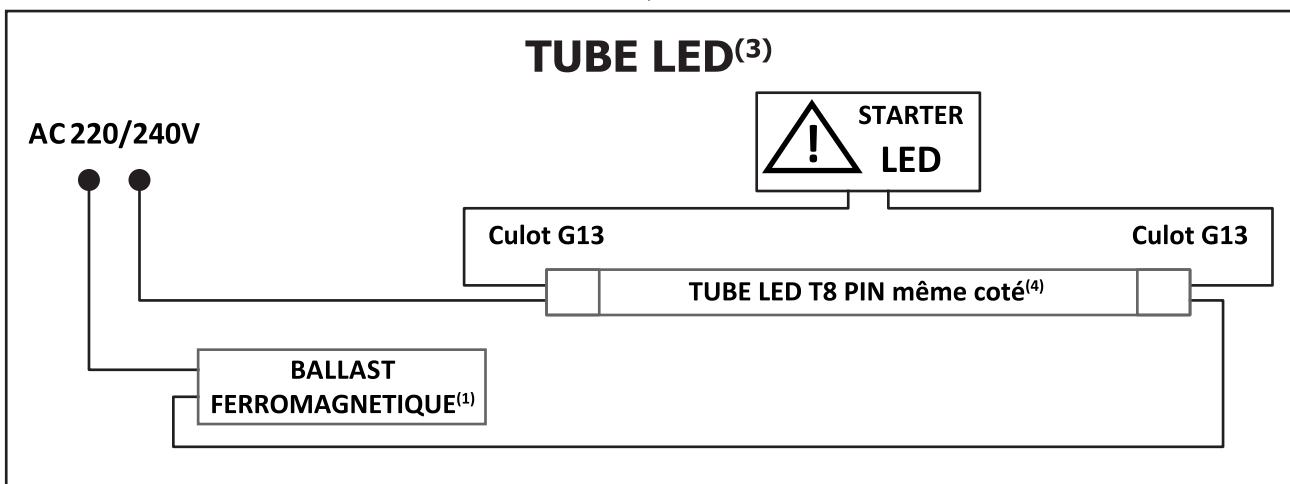 TUBE LED(3)
AC 220/240V
STARTER
LED
Culot G13
Culot G13
TUBE LED T8 PIN même coté(4)
BALLAST
FERROMAGNETIQUE(1)